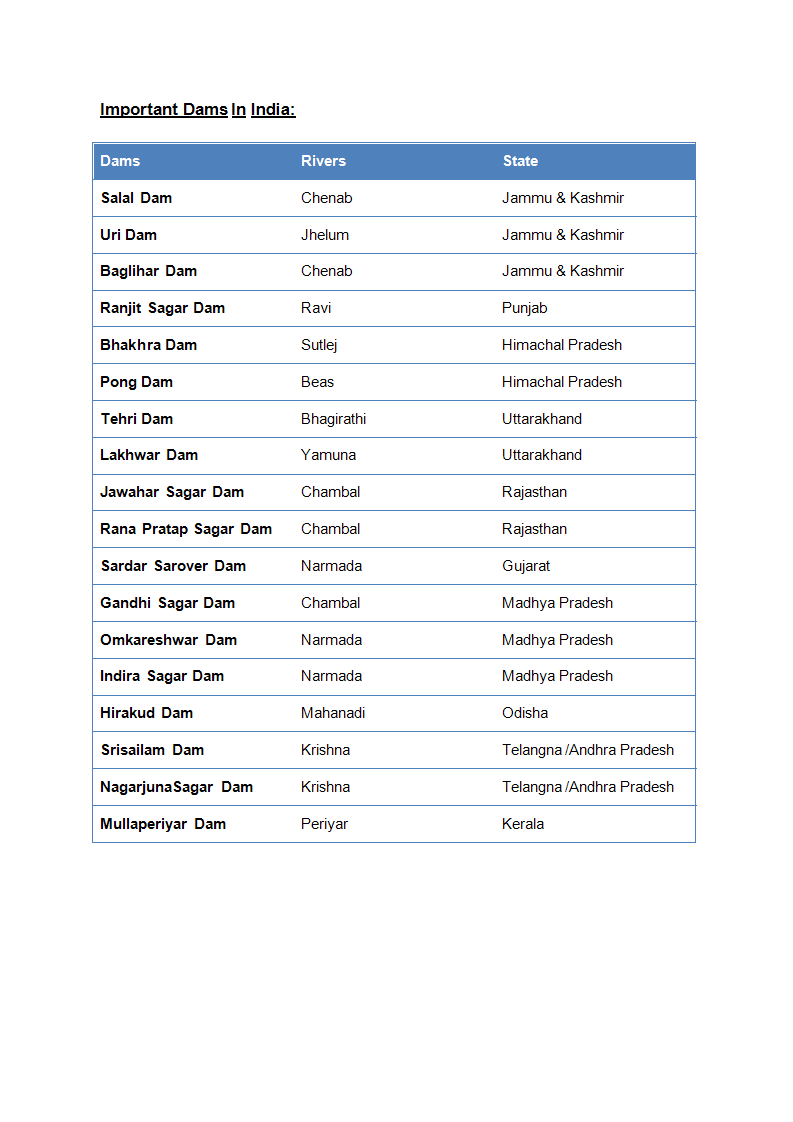 Important Dams In India:
Dams Rivers State
Salal Dam Chenab Jammu & Kashmir
Uri Dam Jhelum Jammu & Kashmir
Baglihar Dam Chenab Jammu & Kashmir
Ranjit Sagar Dam Ravi Punjab
Bhakhra Dam Sutlej Himachal Pradesh
Pong Dam Beas Himachal Pradesh
Tehri Dam Bhagirathi Uttarakhand
Lakhwar Dam Yamuna Uttarakhand
Jawahar Sagar Dam Chambal Rajasthan
Rana Pratap Sagar Dam Chambal Rajasthan
Sardar Sarover Dam Narmada Gujarat
Gandhi Sagar Dam Chambal Madhya Pradesh
Omkareshwar Dam Narmada Madhya Pradesh
Indira Sagar Dam Narmada Madhya Pradesh
Hirakud Dam Mahanadi Odisha
Srisailam Dam Krishna Telangna /Andhra Pradesh
NagarjunaSagar Dam Krishna Telangna /Andhra Pradesh
Mullaperiyar Dam Periyar Kerala